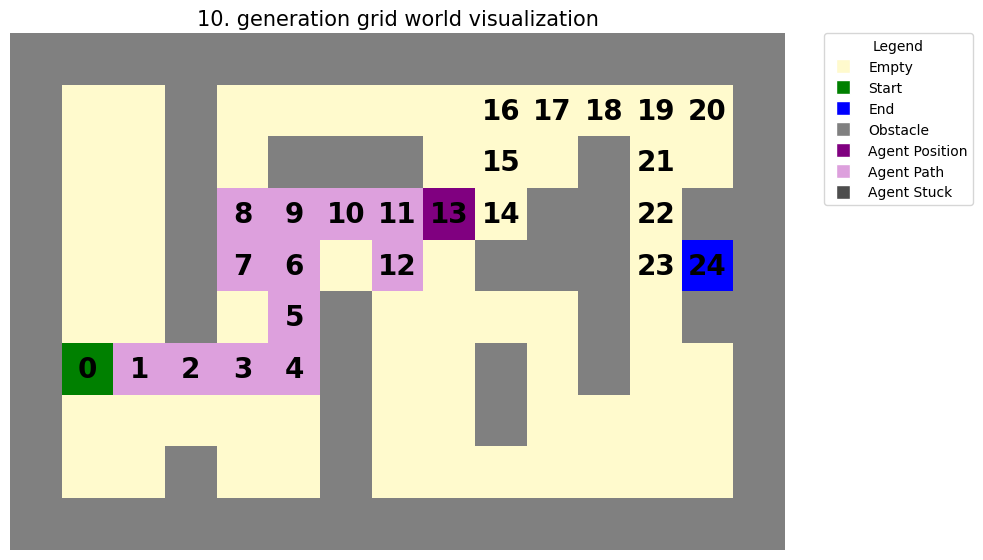 10. generation grid world visualization
16 17 18 19 20
15 21
8 9 10 11 13 14 22
7 6 12 23 24
5
0 1 2 3 4
Legend
Empty
Start
End
Obstacle
Agent Position
Agent Path
Agent Stuck